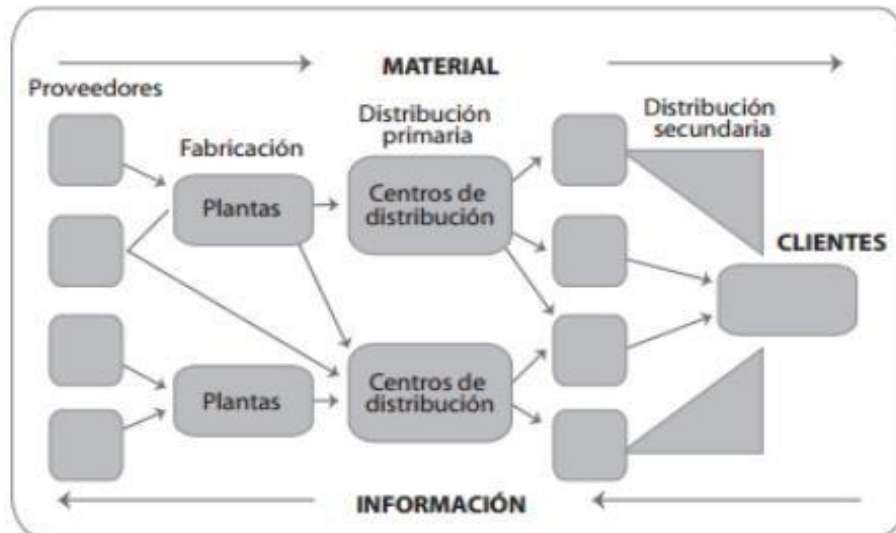 MATERIAL
Proveedores
Fabricación
Distribución
primaria
Distribución
secundaria
Plantas
Centros de
distribución
CLIENTES
Plantas
Centros de
distribución
INFORMACIÓN